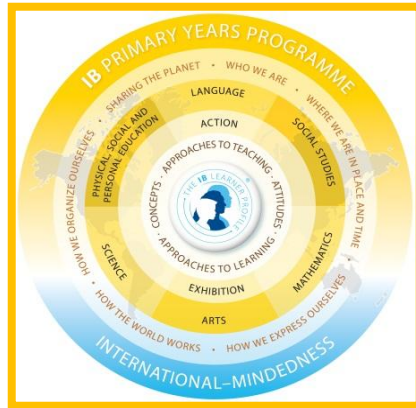 IB PRIMARY YEARS PROGRAMME
SHARING THE PLANET • WHO WE ARE • WHERE WE ARE IN PLACE AND TIME • HOW WE EXPRESS OURSELVES • HOW THE WORLD WORKS • HOW WE ORGANIZE OURSELVES
LANGUAGE
SOCIAL STUDIES
MATHEMATICS
ARTS
SCIENCE
PHYSICAL, SOCIAL AND
PERSONAL EDUCATION
ACTION
CONCEPTS · APPROACHES TO TEACHING · ATTITUDES · APPROACHES TO LEARNING ·
THE IB LEARNER PROFILE
EXHIBITION
INTERNATIONAL–MINDEDNESS